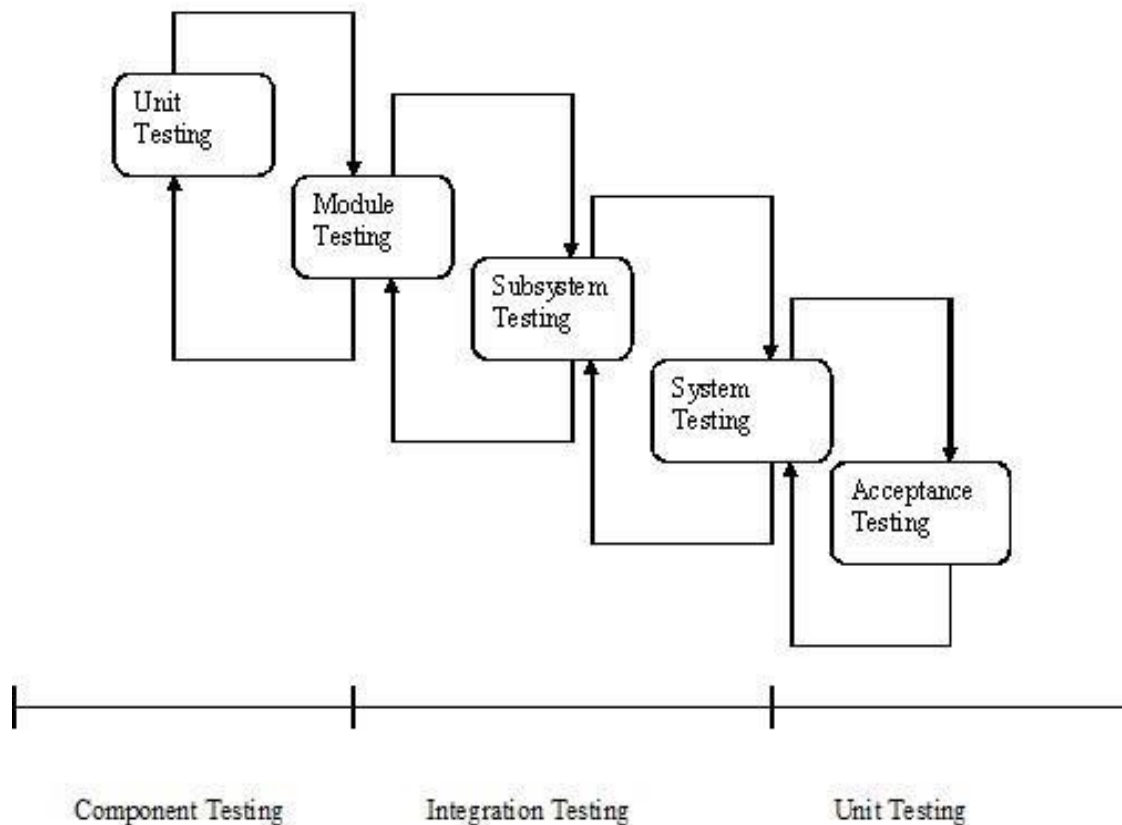 Unit
Testing
Module
Testing
Subsystem
Testing
System
Testing
Acceptance
Testing
Component Testing
Integration Testing
Unit Testing